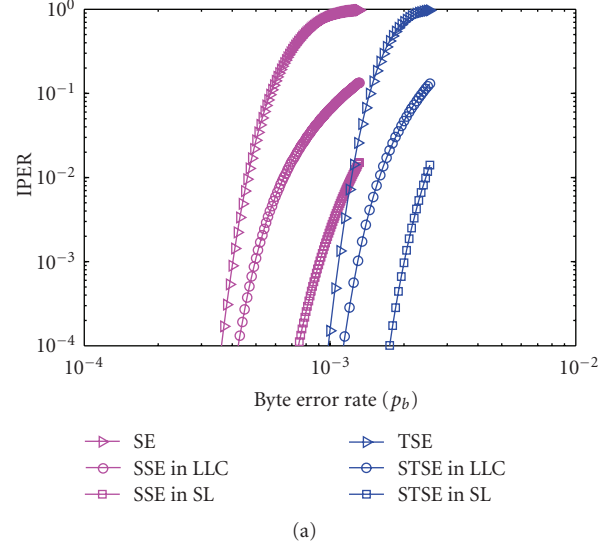 10^0
10^-1
10^-2
10^-3
10^-4
IPER
10^-4 10^-3 10^-2
Byte error rate (p_b)
SE TSE
SSE in LLC STSE in LLC
SSE in SL STSE in SL
(a)